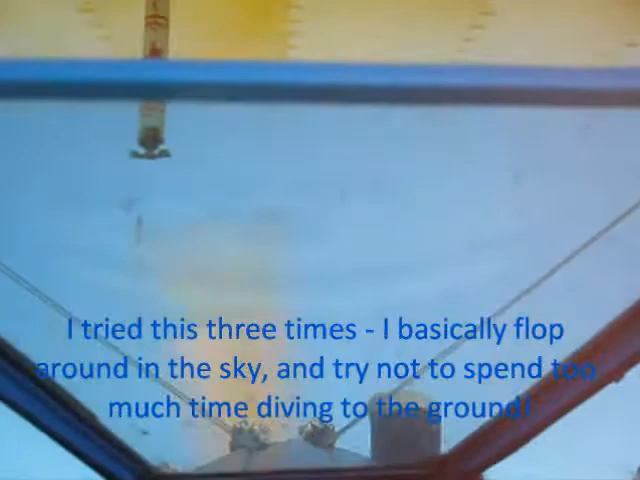 I tried this three times - I basically flop
around in the sky, and try not to spend too
much time diving to the ground!